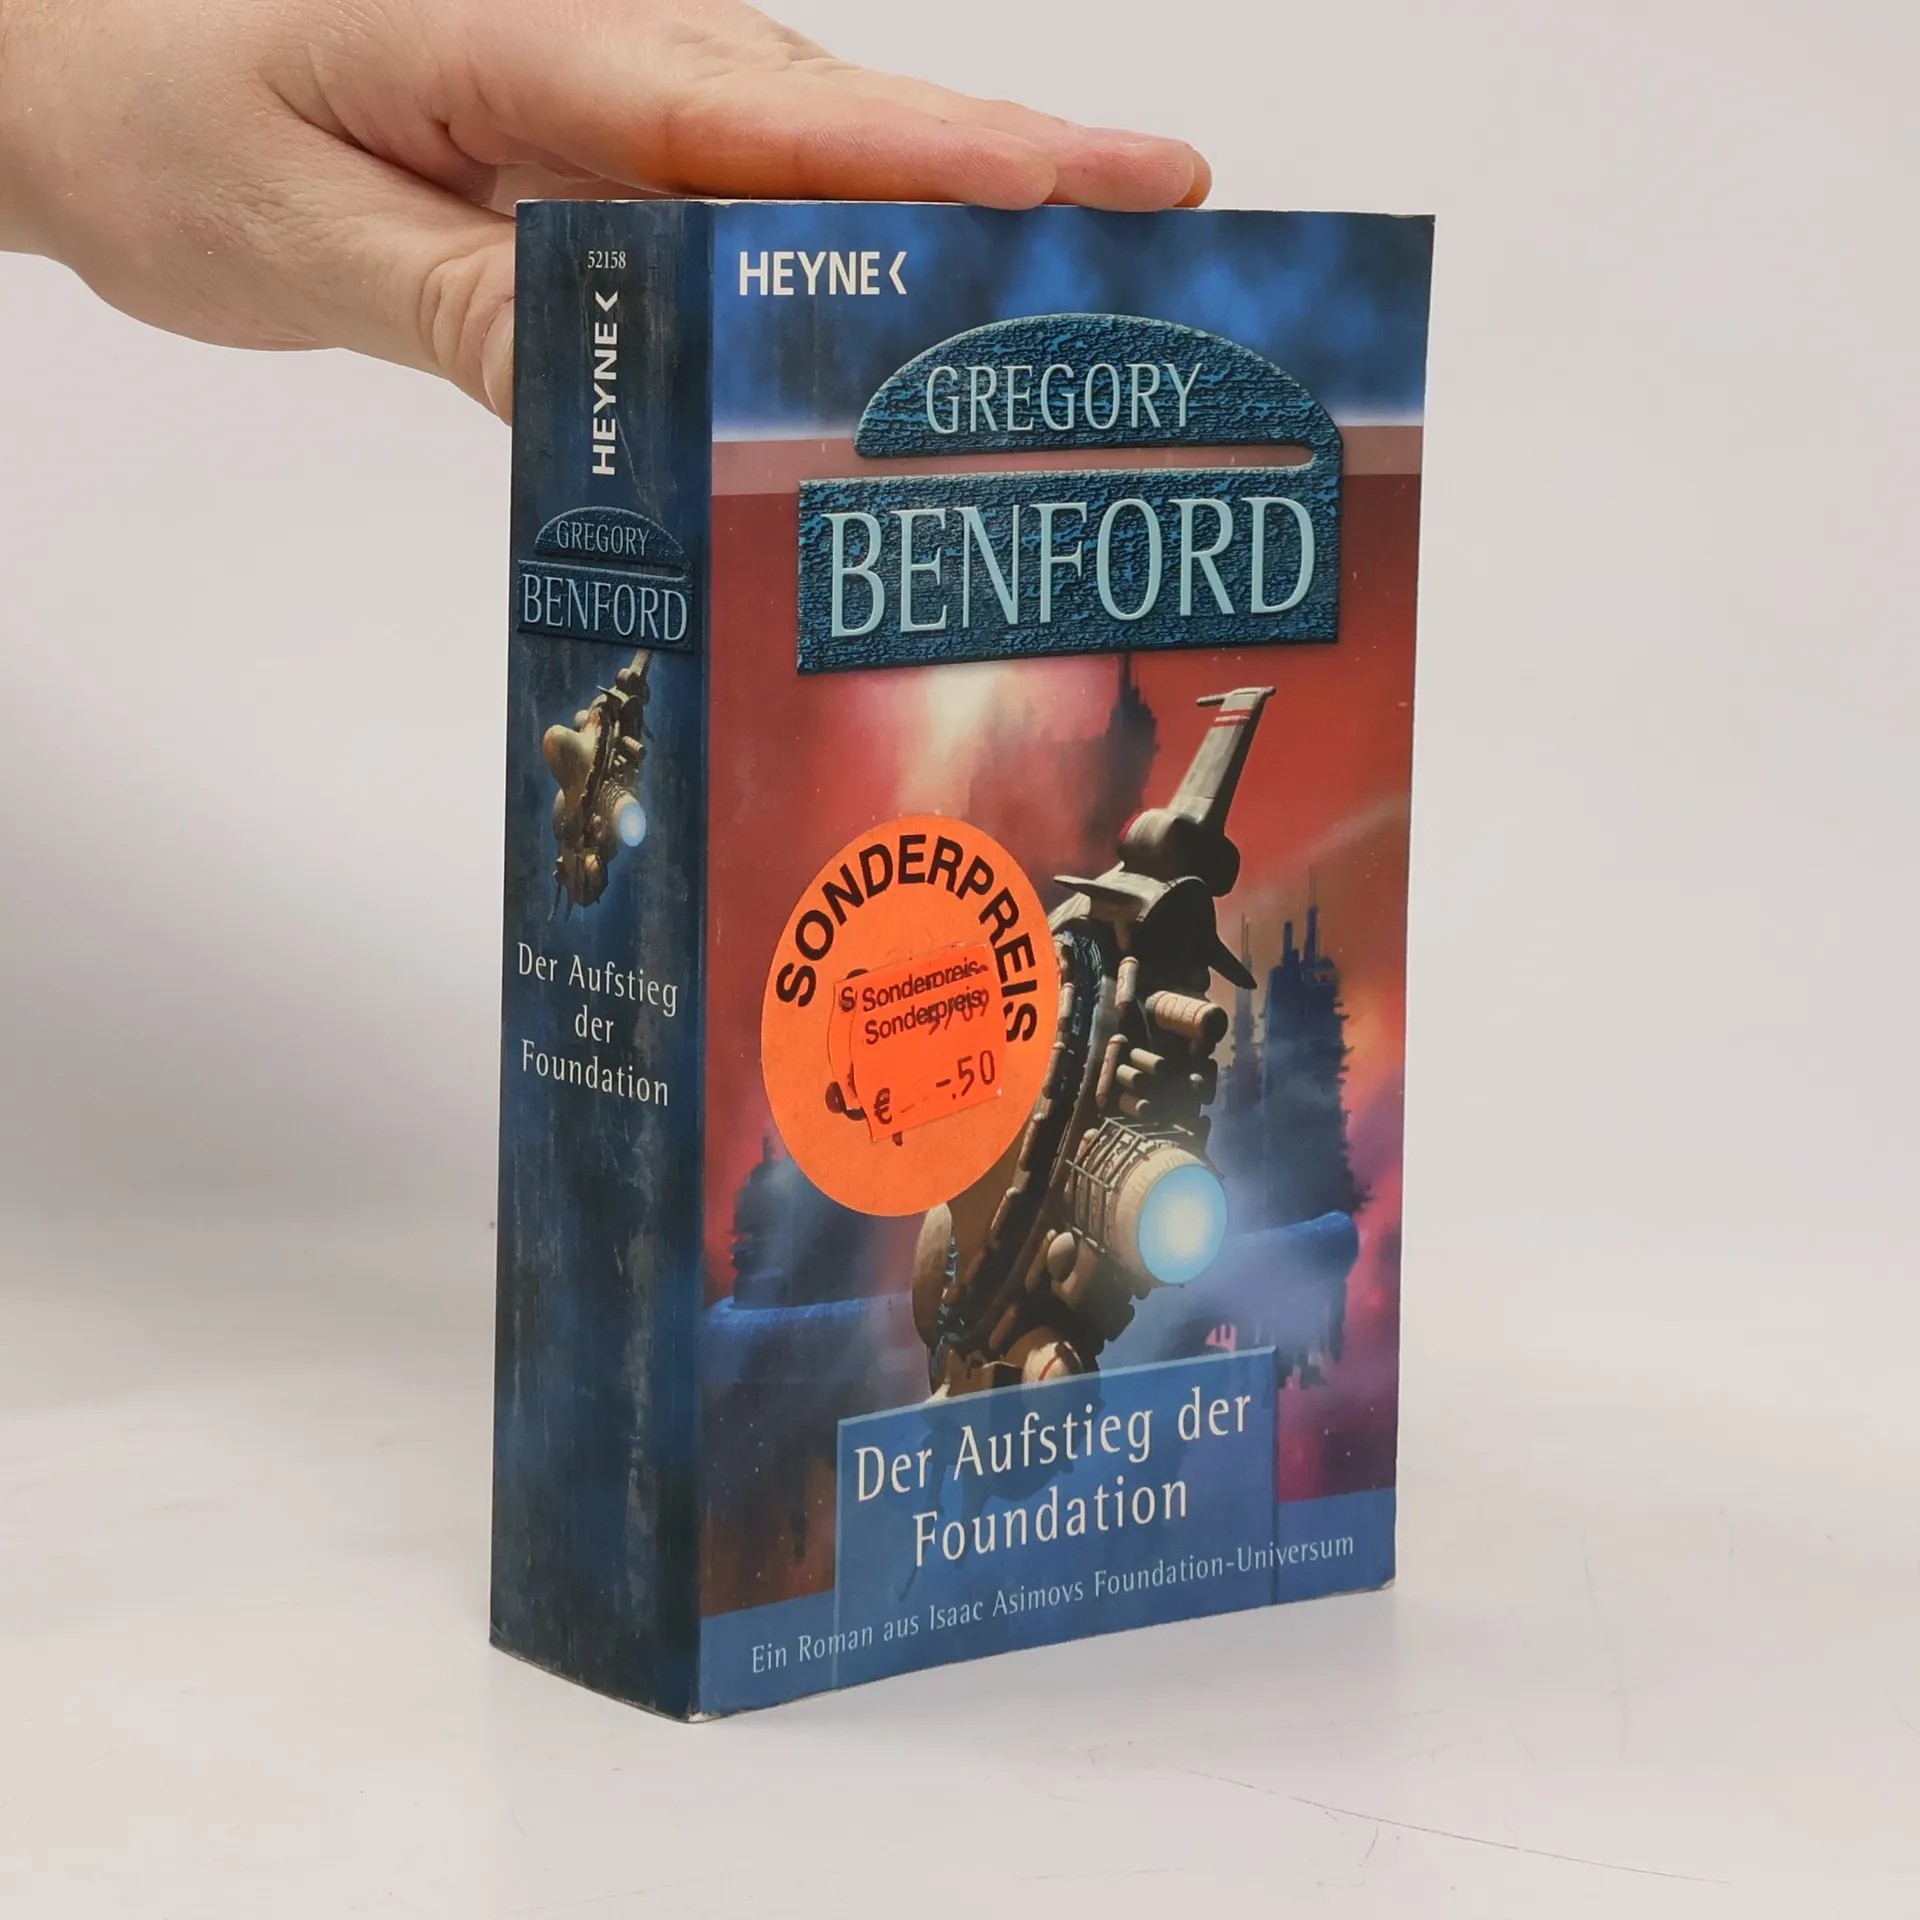 52158
HEYNE
GREGORY
BENFORD
Der Aufstieg
der
Foundation
HEYNE
GREGORY
BENFORD
SONDERPREIS
Sonderpreis
Sonderpreis
€ -.50
Der Aufstieg der
Foundation
Ein Roman aus Isaac Asimovs Foundation-Universum